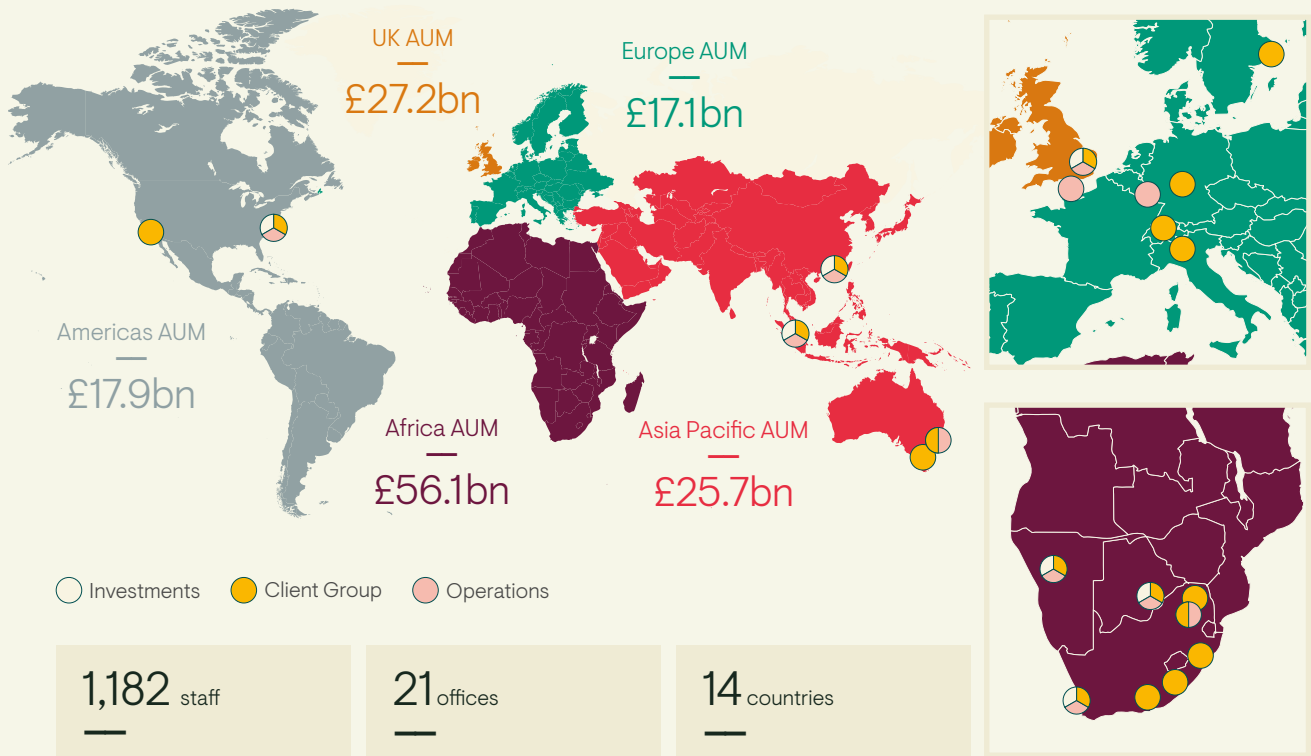 UK AUM
£27.2bn
Europe AUM
£17.1bn
Americas AUM
£17.9bn
Africa AUM
£56.1bn
Asia Pacific AUM
£25.7bn
Investments Client Group Operations
1,182 staff
21 offices
14 countries